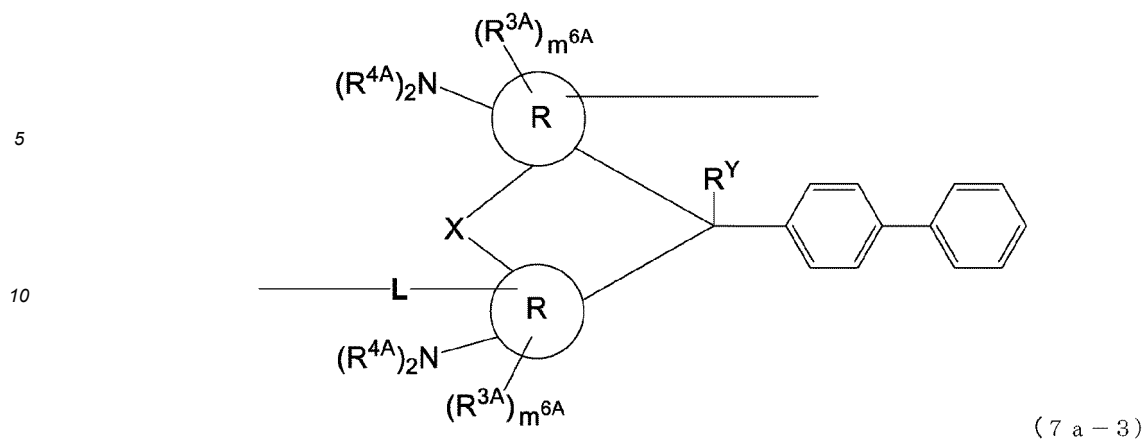 (R³ᴬ)m⁶ᴬ
(R⁴ᴬ)₂N
R
5
Rʸ
X
10
L
R
(R⁴ᴬ)₂N
(R³ᴬ)m⁶ᴬ
(7a-3)